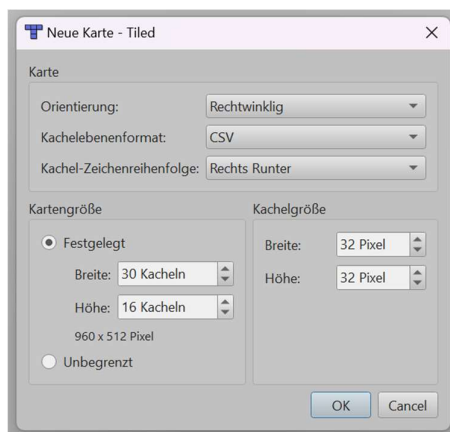 Neue Karte - Tiled
Karte
Orientierung: Rechtwinklig
Kachelebenenformat: CSV
Kachel-Zeichenreihenfolge: Rechts Runter
Kartengröße
Festgelegt
Breite: 30 Kacheln
Höhe: 16 Kacheln
960 x 512 Pixel
Unbegrenzt
Kachelgröße
Breite: 32 Pixel
Höhe: 32 Pixel
OK
Cancel